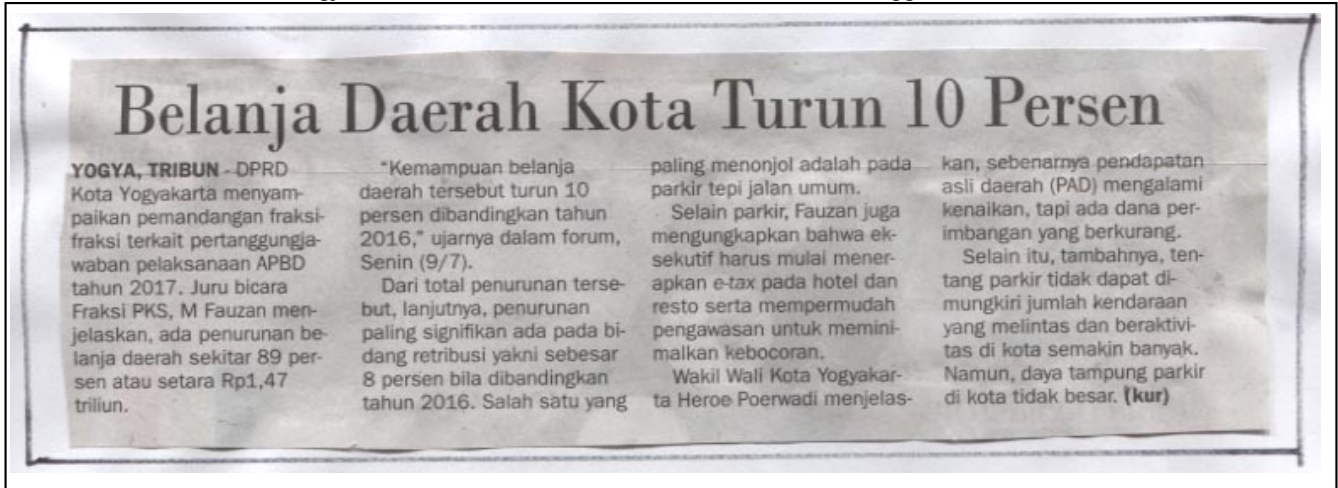 Belanja Daerah Kota Turun 10 Persen
YOGYA, TRIBUN - DPRD
Kota Yogyakarta menyam-
paikan pemandangan fraksi-
fraksi terkait pertanggungja-
waban pelaksanaan APBD
tahun 2017. Juru bicara
Fraksi PKS, M Fauzan men-
jelaskan, ada penurunan be-
lanja daerah sekitar 89 per-
sen atau setara Rp1,47
triliun.
"Kemampuan belanja
daerah tersebut turun 10
persen dibandingkan tahun
2016," ujarnya dalam forum,
Senin (9/7).
Dari total penurunan terse-
but, lanjutnya, penurunan
paling signifikan ada pada bi-
dang retribusi yakni sebesar
8 persen bila dibandingkan
tahun 2016. Salah satu yang
paling menonjol adalah pada
parkir tepi jalan umum.
Selain parkir, Fauzan juga
mengungkapkan bahwa ek-
sekutif harus mulai mener-
apkan e-tax pada hotel dan
resto serta mempermudah
pengawasan untuk memini-
malkan kebocoran.
Wakil Wali Kota Yogyakar-
ta Heroe Poerwadi menjelas-
kan, sebenarnya pendapatan
asli daerah (PAD) mengalami
kenaikan, tapi ada dana per-
imbangan yang berkurang.
Selain itu, tambahnya, ten-
tang parkir tidak dapat di-
mungkiri jumlah kendaraan
yang melintas dan beraktivi-
tas di kota semakin banyak.
Namun, daya tampung parkir
di kota tidak besar. (kur)